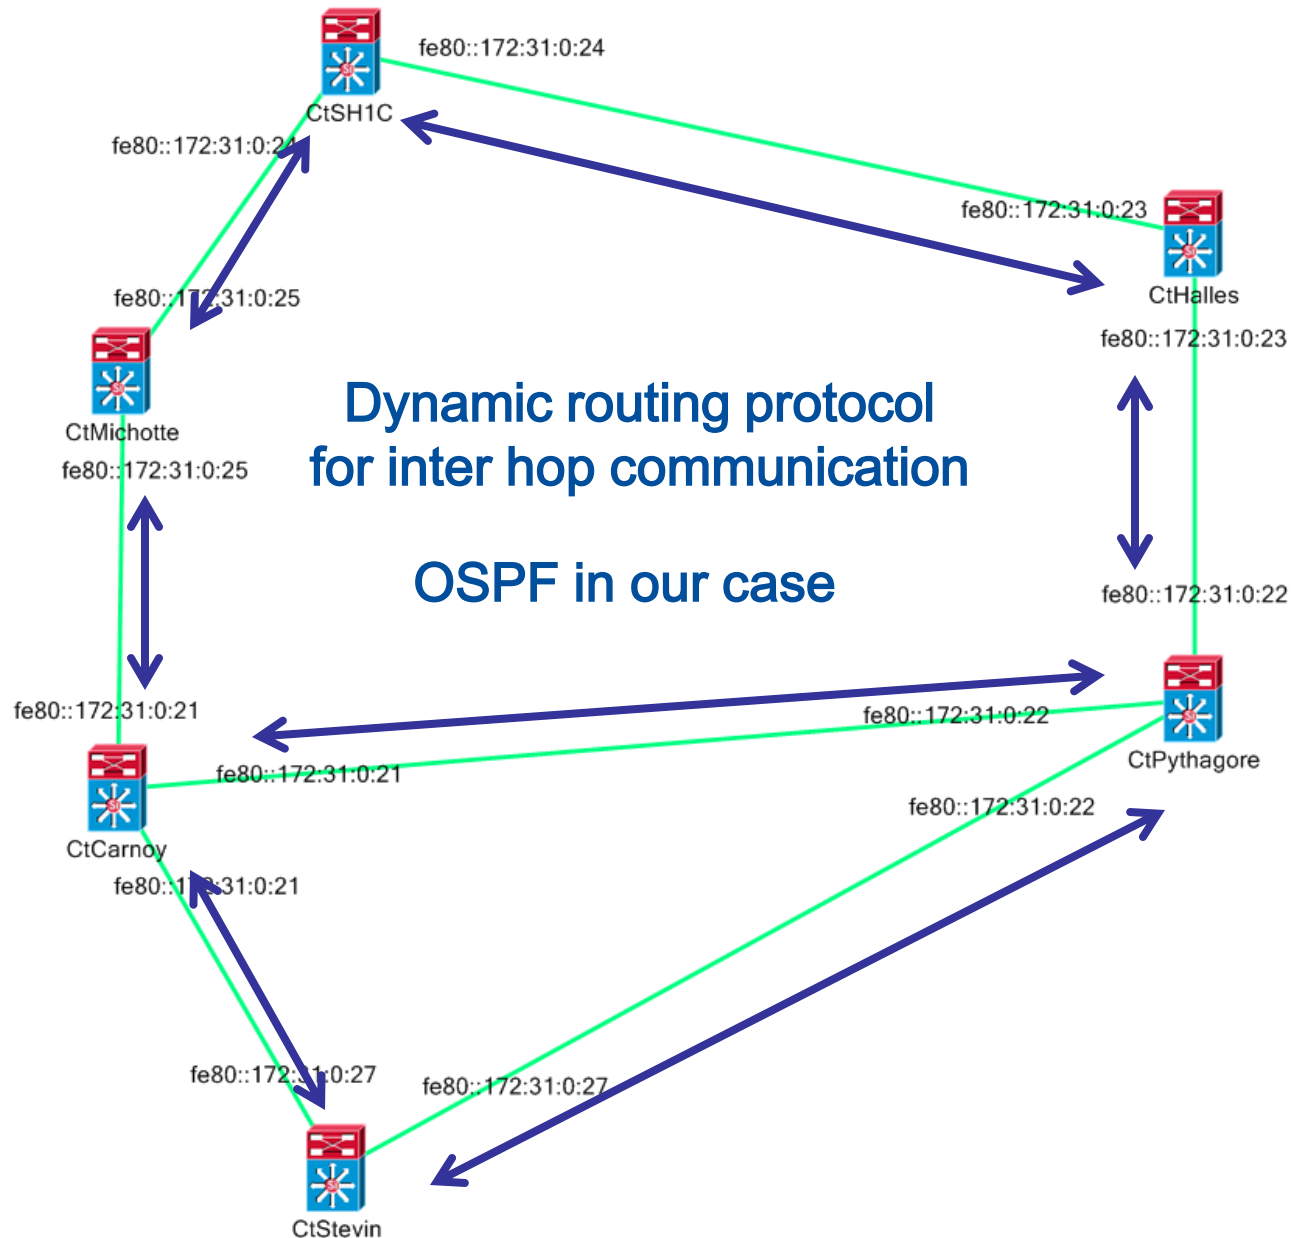 fe80::172:31:0:24
CtSH1C
fe80::172:31:0:24
fe80::172:31:0:23
CtHalles
fe80::172:31:0:25
fe80::172:31:0:23
Dynamic routing protocol
for inter hop communication
CtMichotte
fe80::172:31:0:25
OSPF in our case
fe80::172:31:0:22
fe80::172:31:0:21
fe80::172:31:0:22
CtPythagore
fe80::172:31:0:21
fe80::172:31:0:22
CtCarnoy
fe80::172:31:0:21
fe80::172:31:0:27
fe80::172:31:0:27
CtStevin